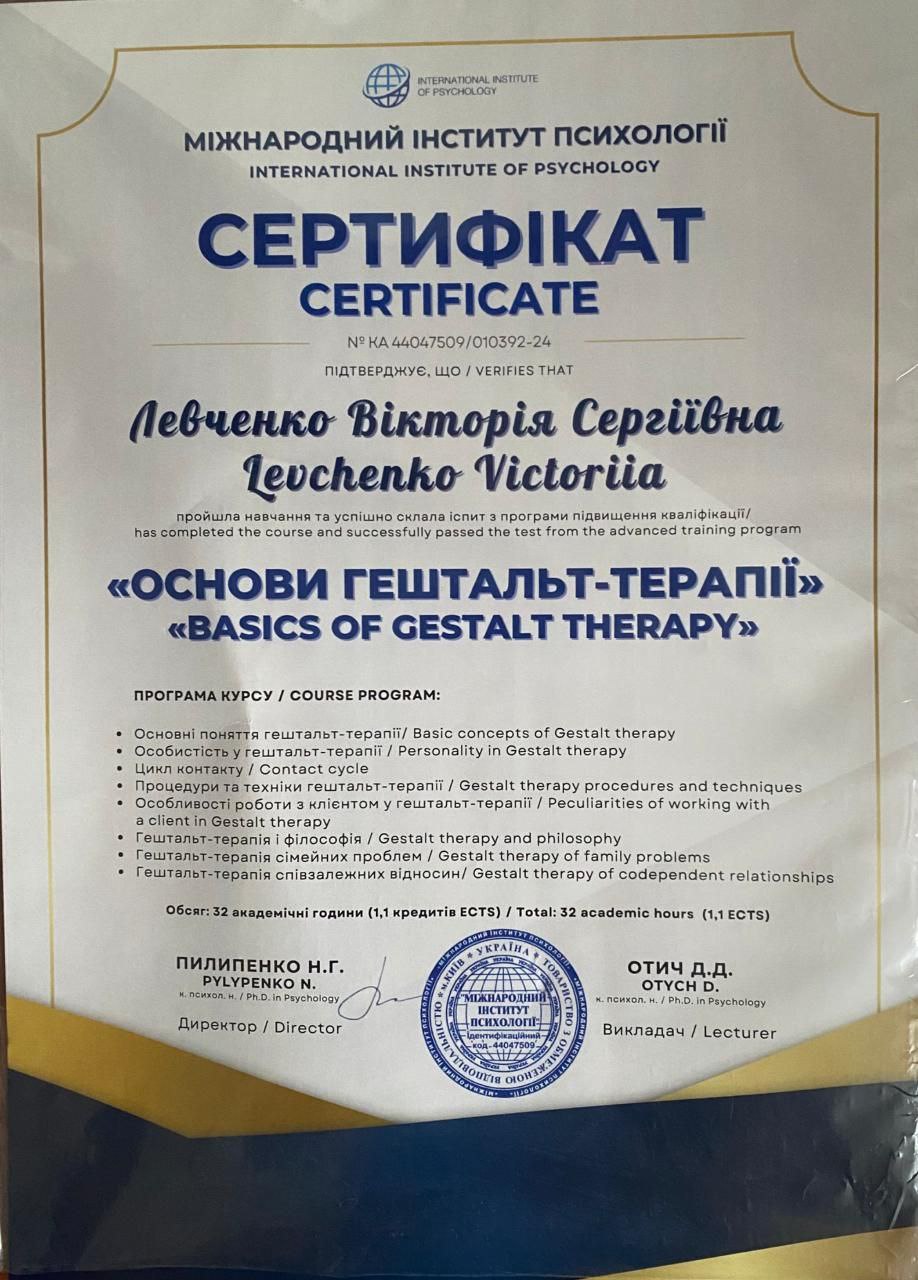 INTERNATIONAL INSTITUTE
OF PSYCHOLOGY
МІЖНАРОДНИЙ ІНСТИТУТ ПСИХОЛОГІЇ
INTERNATIONAL INSTITUTE OF PSYCHOLOGY
СЕРТИФІКАТ
CERTIFICATE
№ КА 44047509/010392-24
ПІДТВЕРДЖУЄ, ЩО / VERIFIES THAT
Левченко Вікторія Сергіївна
Levchenko Victoriia
пройшла навчання та успішно склала іспит з програми підвищення кваліфікації/
has completed the course and successfully passed the test from the advanced training program
«ОСНОВИ ГЕШТАЛЬТ-ТЕРАПІЇ»
«BASICS OF GESTALT THERAPY»
ПРОГРАМА КУРСУ / COURSE PROGRAM:
• Основні поняття гештальт-терапії/ Basic concepts of Gestalt therapy
• Особистість у гештальт-терапії / Personality in Gestalt therapy
• Цикл контакту / Contact cycle
• Процедури та техніки гештальт-терапії / Gestalt therapy procedures and techniques
• Особливості роботи з клієнтом у гештальт-терапії / Peculiarities of working with
a client in Gestalt therapy
• Гештальт-терапія і філософія / Gestalt therapy and philosophy
• Гештальт-терапія сімейних проблем / Gestalt therapy of family problems
• Гештальт-терапія співзалежних відносин/ Gestalt therapy of codependent relationships
Обсяг: 32 академічні години (1,1 кредитів ECTS) / Total: 32 academic hours (1,1 ECTS)
ПИЛИПЕНКО Н.Г.
PYLYPENKO N.
к. психол. н. / Ph.D. in Psychology
Директор / Director
УКРАЇНА * ТОВАРИСТВО З ОБМЕЖЕНОЮ ВІДПОВІДАЛЬНІСТЮ * м.КИЇВ *
"МІЖНАРОДНИЙ
ІНСТИТУТ
ПСИХОЛОГІЇ"
Ідентифікаційний
код 44047509
ОТИЧ Д.Д.
OTYCH D.
к. психол. н. / Ph.D. in Psychology
Викладач / Lecturer